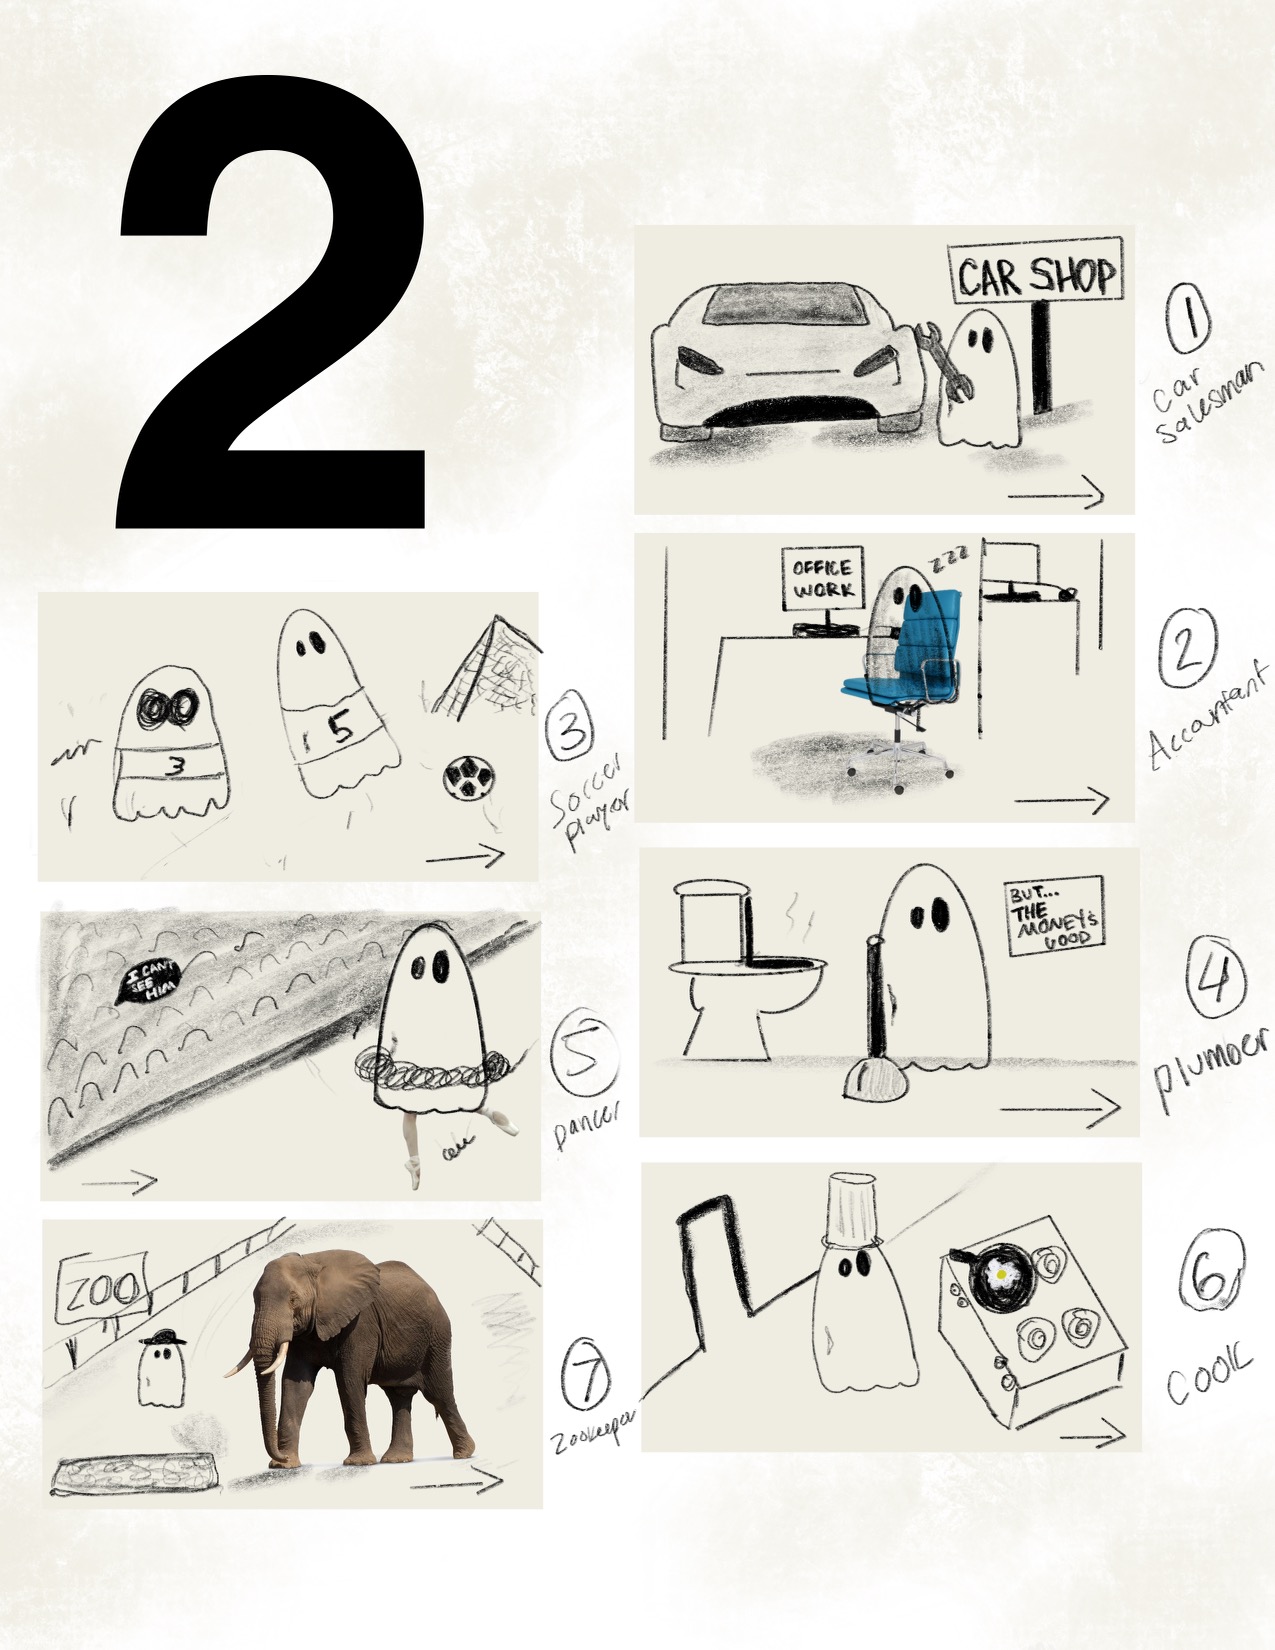 2
CAR SHOP
1
car
salesman
OFFICE
WORK
zzz
2
Accountant
3
5
3
Soccer
player
BUT...
THE
MONEY'S
GOOD
4
plumber
I CAN'T
SEE
HIM
5
Dancer
6
COOK
ZOO
7
Zookeeper